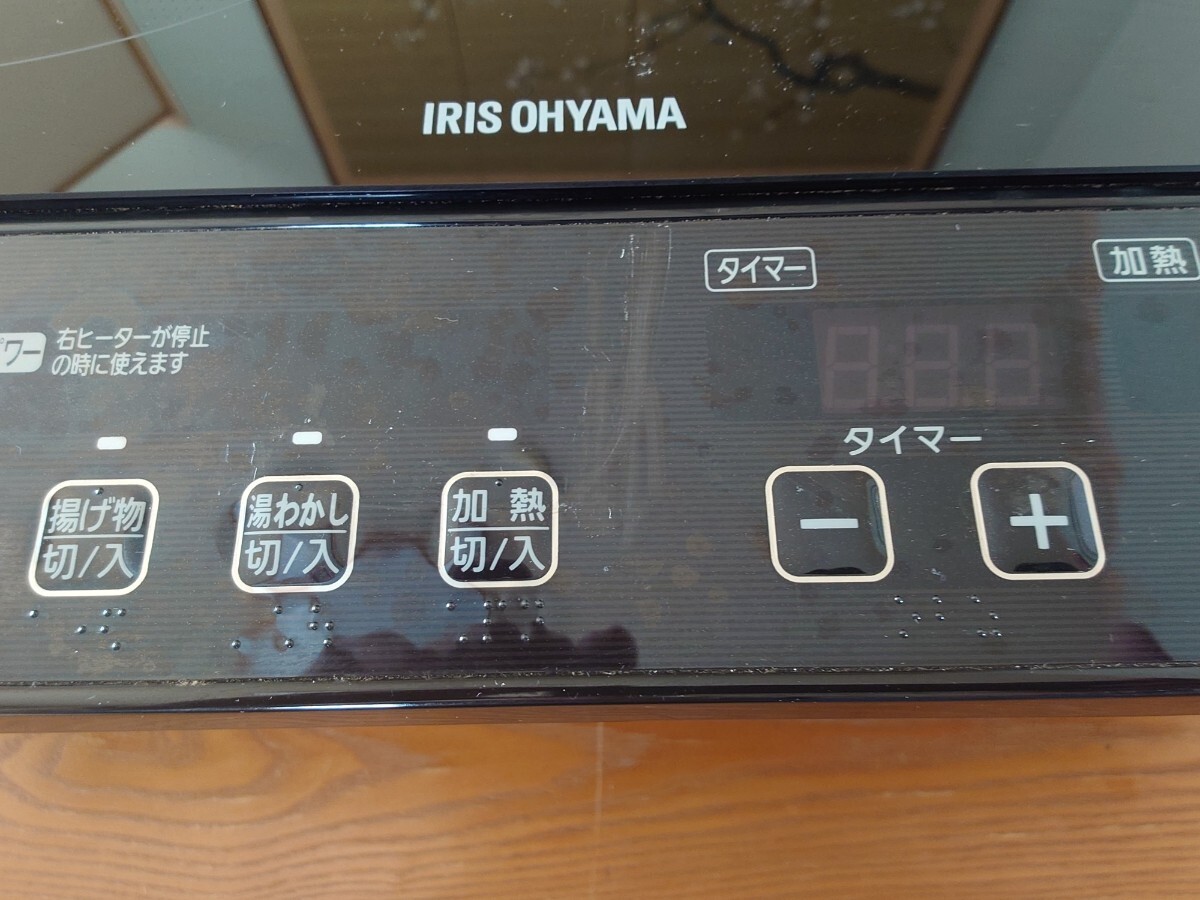 IRIS OHYAMA
タイマー
加熱
ワー
右ヒーターが停止
の時に使えます
タイマー
揚げ物
切/入
湯わかし
切/入
加熱
切/入
－
＋